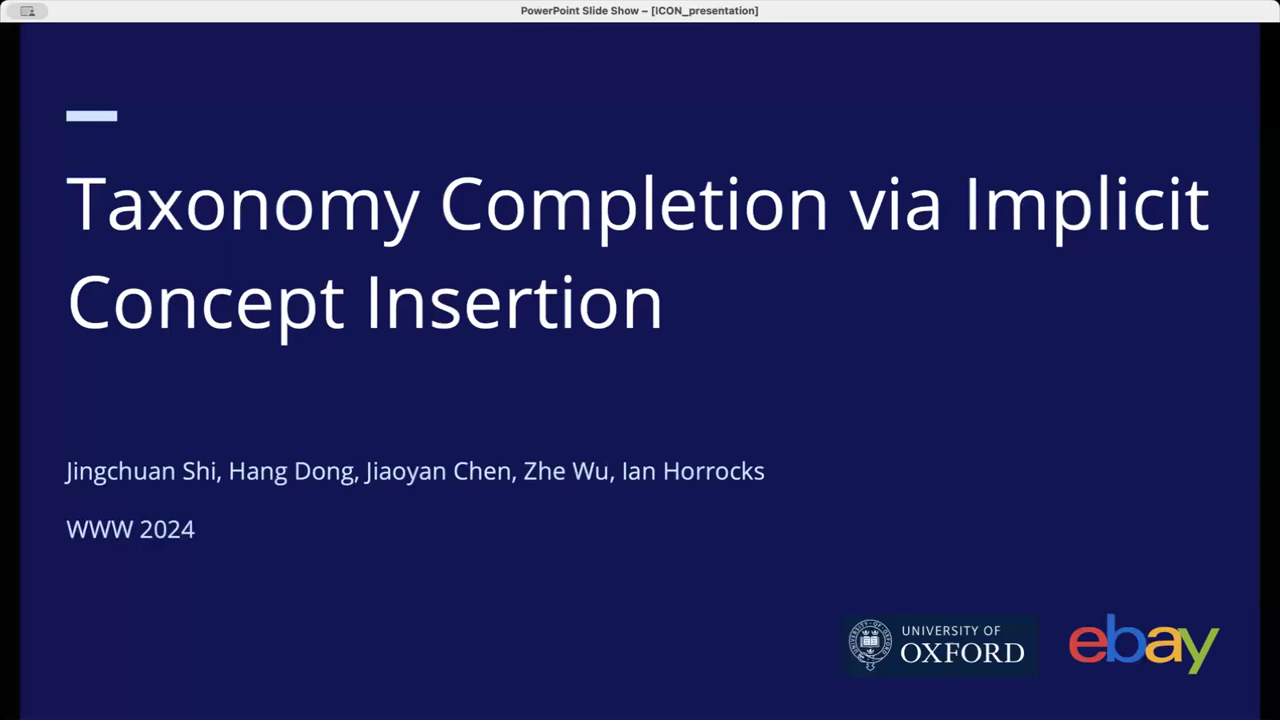 PowerPoint Slide Show – [ICON_presentation]
Taxonomy Completion via Implicit
Concept Insertion
Jingchuan Shi, Hang Dong, Jiaoyan Chen, Zhe Wu, Ian Horrocks
WWW 2024
UNIVERSITY OF
OXFORD
ebay